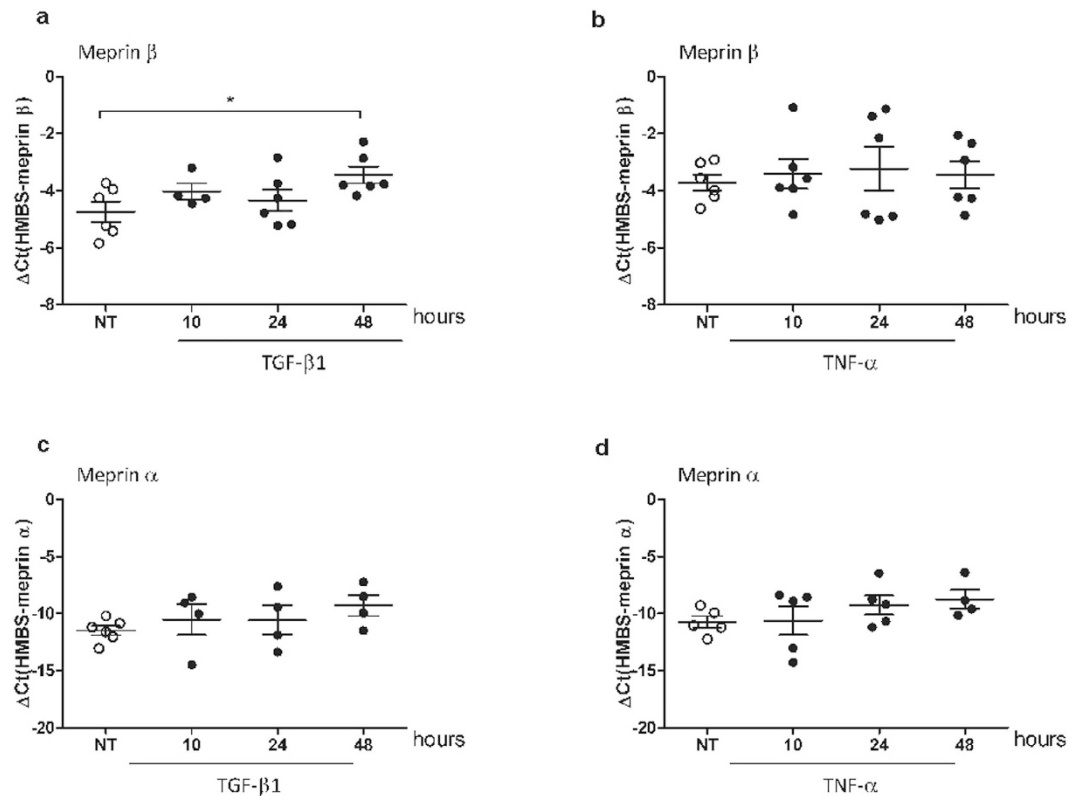 a
Meprin β
ΔCt(HMBS-meprin β)
0
-2
-4
-6
-8
*
NT 10 24 48 hours
TGF-β1
b
Meprin β
ΔCt(HMBS-meprin β)
0
-2
-4
-6
-8
NT 10 24 48 hours
TNF-α
c
Meprin α
ΔCt(HMBS-meprin α)
0
-5
-10
-15
-20
NT 10 24 48 hours
TGF-β1
d
Meprin α
ΔCt(HMBS-meprin α)
0
-5
-10
-15
-20
NT 10 24 48 hours
TNF-α